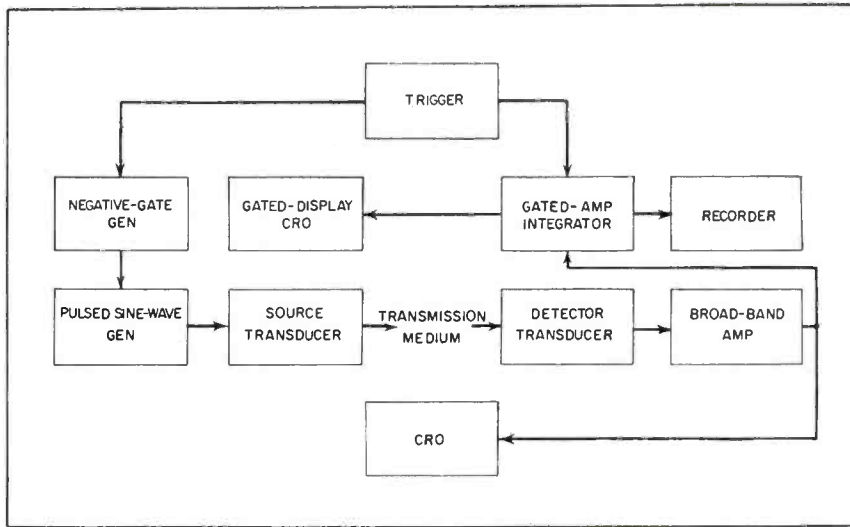 TRIGGER
NEGATIVE-GATE
GEN
GATED-DISPLAY
CRO
GATED-AMP
INTEGRATOR
RECORDER
PULSED SINE-WAVE
GEN
SOURCE
TRANSDUCER
TRANSMISSION
MEDIUM
DETECTOR
TRANSDUCER
BROAD-BAND
AMP
CRO